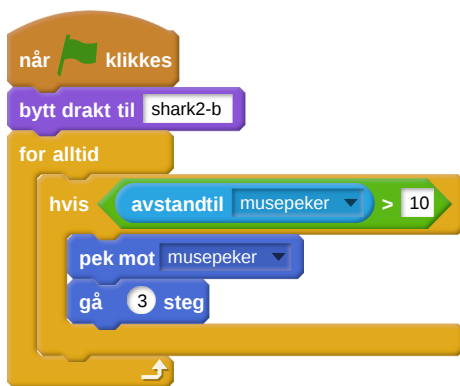 når klikkes
bytt drakt til shark2-b
for alltid
hvis avstandtil musepeker > 10
pek mot musepeker
gå 3 steg